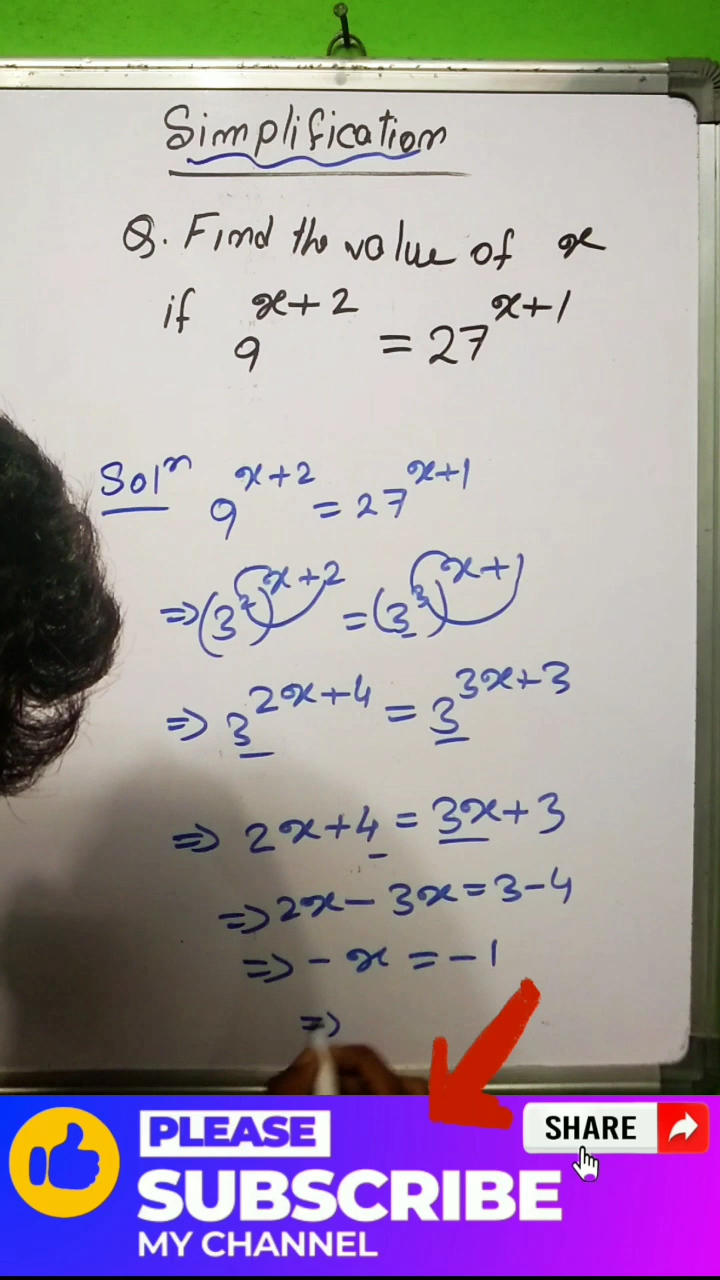 Simplification
Q. Find the value of x
if 9^(x+2) = 27^(x+1)
Solⁿ 9^(x+2) = 27^(x+1)
⇒ (3²)^(x+2) = (3³)^(x+1)
⇒ 3^(2x+4) = 3^(3x+3)
⇒ 2x+4 = 3x+3
⇒ 2x - 3x = 3 - 4
⇒ - x = - 1
⇒
PLEASE
SUBSCRIBE
MY CHANNEL
SHARE